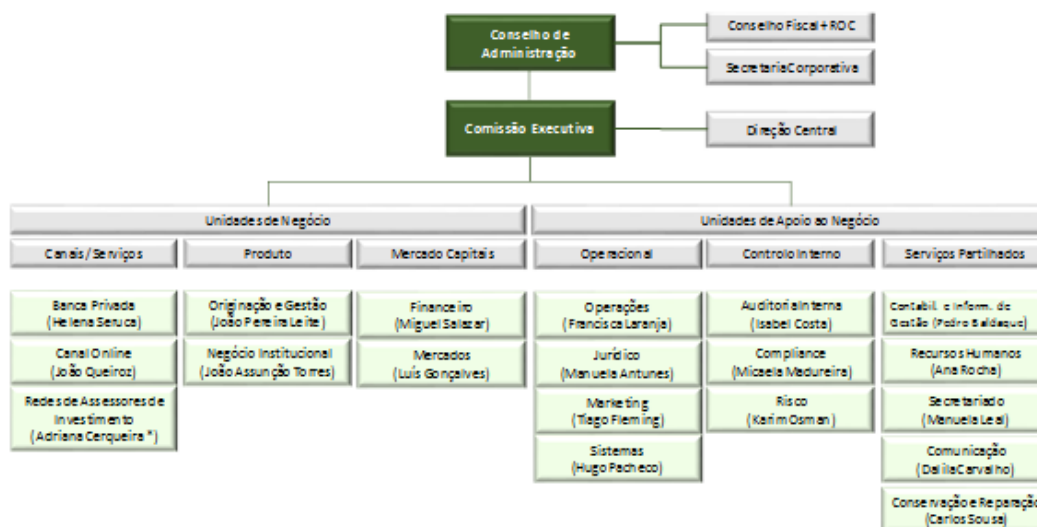 Conselho de
Administração
Conselho Fiscal + ROC
Secretaria Corporativa
Comissão Executiva
Direção Central
Unidades de Negócio
Unidades de Apoio ao Negócio
Canais / Serviços
Produto
Mercado Capitais
Operacional
Controlo Interno
Serviços Partilhados
Banca Privada
(Helena Seruca)
Canal Online
(João Queiroz)
Redes de Assessores de
Investimento
(Adriana Cerqueira *)
Originação e Gestão
(João Pereira Leite)
Negócio Institucional
(João Assunção Torres)
Financeiro
(Miguel Salazar)
Mercados
(Luís Gonçalves)
Operações
(Francisca Laranja)
Jurídico
(Manuela Antunes)
Marketing
(Tiago Fleming)
Sistemas
(Hugo Pacheco)
Auditoria Interna
(Isabel Costa)
Compliance
(Micaela Madureira)
Risco
(Karim Osman)
Contabil. e Inform. de
Gestão (Pedro Baldaque)
Recursos Humanos
(Ana Rocha)
Secretariado
(Manuela Leal)
Comunicação
(Dalila Carvalho)
Conservação e Reparação
(Carlos Sousa)